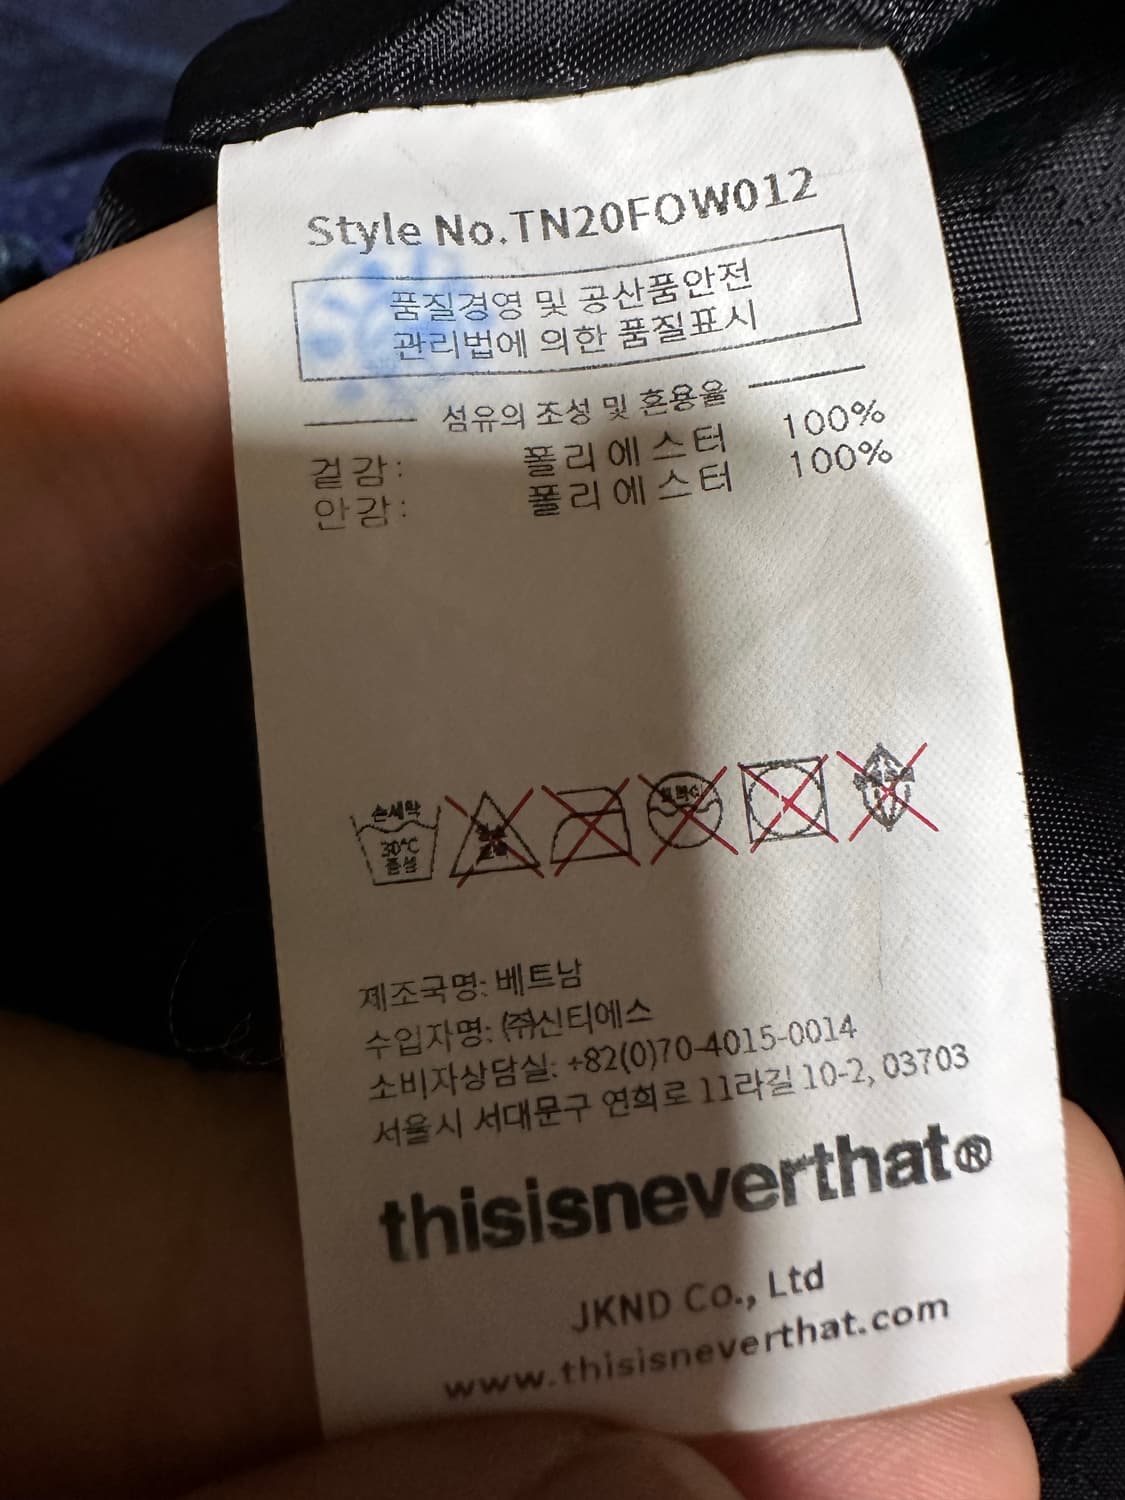 Style No.TN20FOW012
품질경영 및 공산품안전
관리법에 의한 품질표시
섬유의 조성 및 혼용율
겉감: 폴리에스터 100%
안감: 폴리에스터 100%
손세탁
30°C
중성
제조국명: 베트남
수입자명: (주)신티에스
소비자상담실: +82(0)70-4015-0014
서울시 서대문구 연희로 11라길 10-2, 03703
thisisneverthat®
JKND Co., Ltd
www.thisisneverthat.com